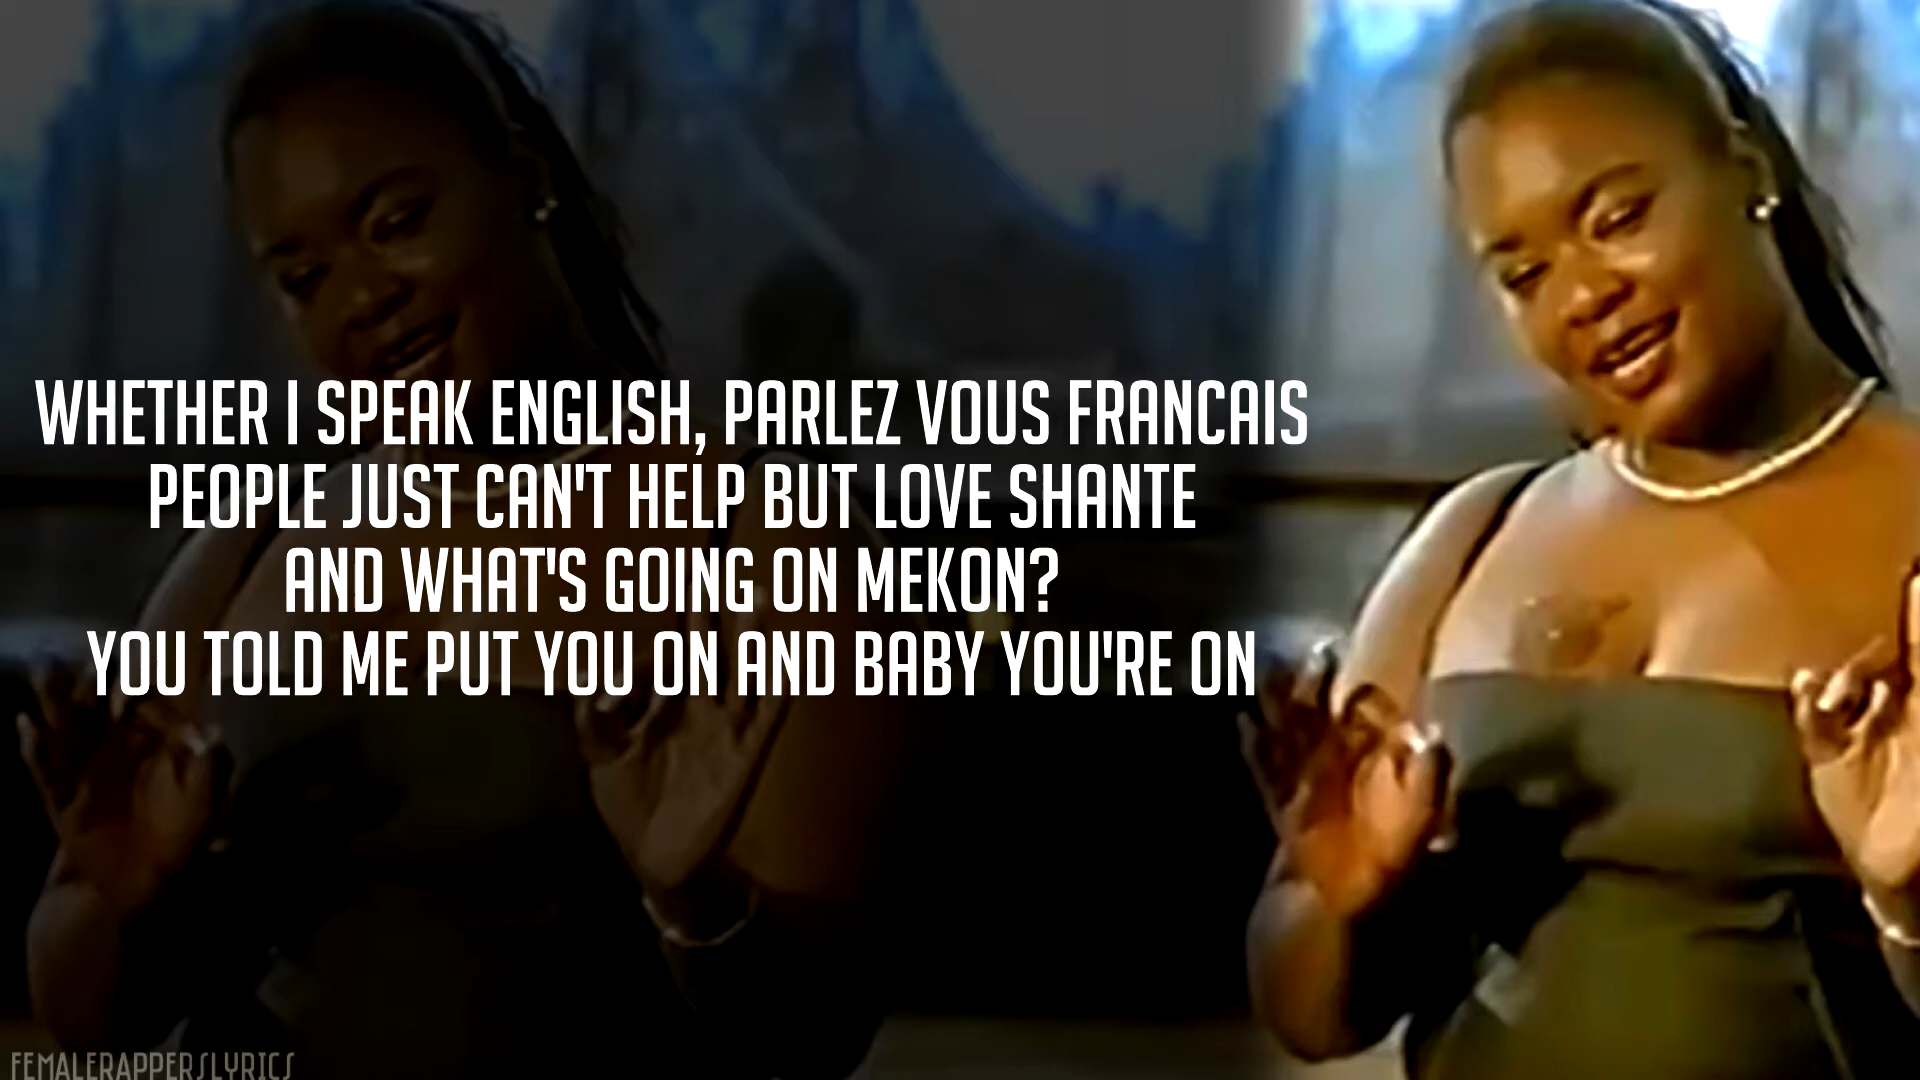 WHETHER I SPEAK ENGLISH, PARLEZ VOUS FRANCAIS
PEOPLE JUST CAN'T HELP BUT LOVE SHANTE
AND WHAT'S GOING ON MEKON?
YOU TOLD ME PUT YOU ON AND BABY YOU'RE ON
FEMALERAPPERSLYRICS